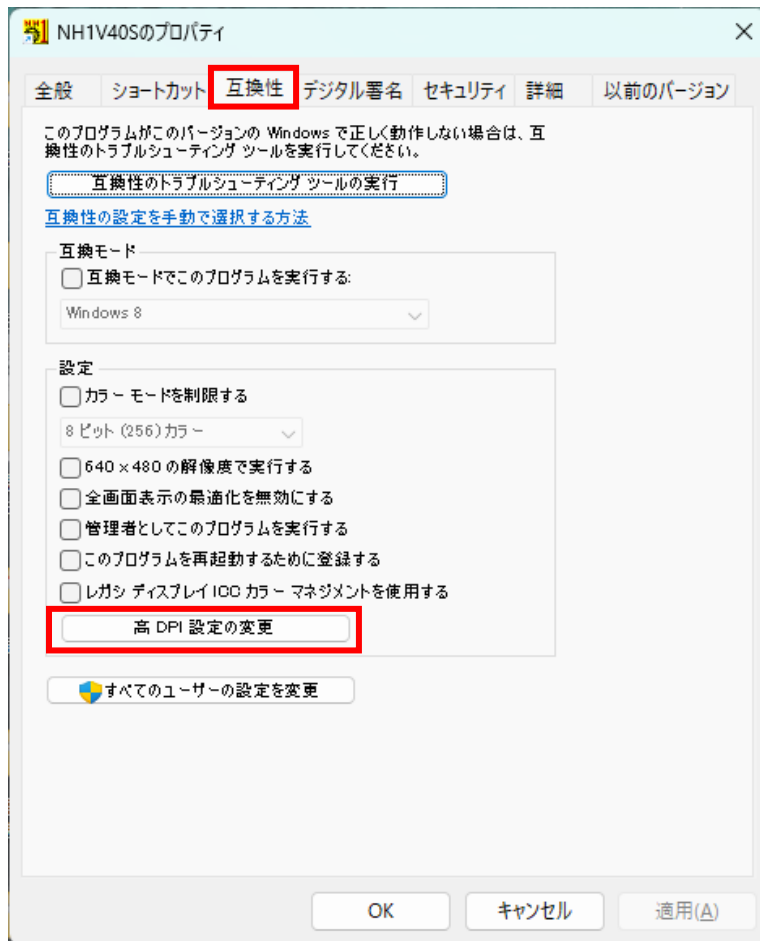 NH1V40Sのプロパティ
全般 ショートカット 互換性 デジタル署名 セキュリティ 詳細 以前のバージョン
このプログラムがこのバージョンの Windows で正しく動作しない場合は、互
換性のトラブルシューティング ツールを実行してください。
互換性のトラブルシューティング ツールの実行
互換性の設定を手動で選択する方法
互換モード
互換モードでこのプログラムを実行する:
Windows 8
設定
カラー モードを制限する
8 ビット (256) カラー
640 × 480 の解像度で実行する
全画面表示の最適化を無効にする
管理者としてこのプログラムを実行する
このプログラムを再起動するために登録する
レガシ ディスプレイ ICC カラー マネジメントを使用する
高 DPI 設定の変更
すべてのユーザーの設定を変更
OK キャンセル 適用(A)